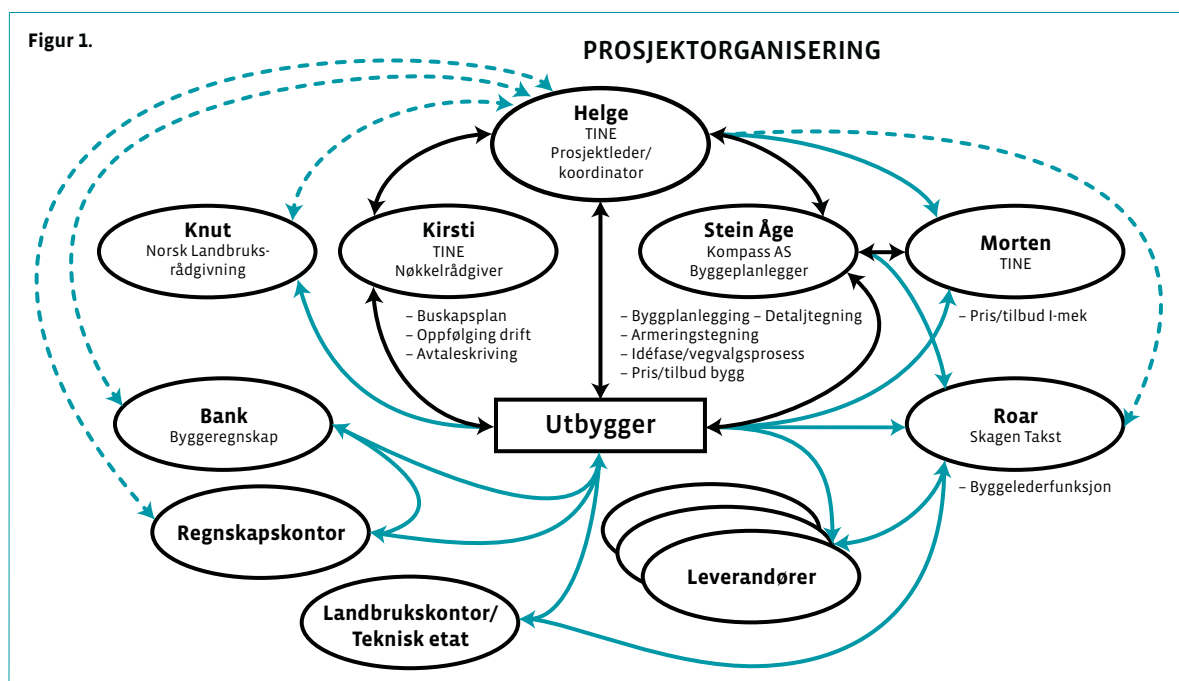 Figur 1.
PROSJEKTORGANISERING
Helge
TINE
Prosjektleder/
koordinator
Knut
Norsk Landbruks-
rådgivning
Kirsti
TINE
Nøkkelrådgiver
Stein Åge
Kompass AS
Byggeplanlegger
Morten
TINE
– Buskapsplan
– Oppfølging drift
– Avtaleskriving
– Byggplanlegging – Detaljtegning
– Armeringstegning
– Idéfase/vegvalgsprosess
– Pris/tilbud bygg
– Pris/tilbud I-mek
Bank
Byggeregnskap
Utbygger
Roar
Skagen Takst
– Byggelederfunksjon
Regnskapskontor
Leverandører
Landbrukskontor/
Teknisk etat